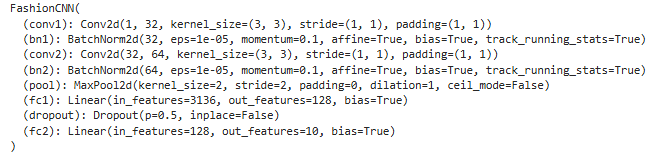 FashionCNN(
  (conv1): Conv2d(1, 32, kernel_size=(3, 3), stride=(1, 1), padding=(1, 1))
  (bn1): BatchNorm2d(32, eps=1e-05, momentum=0.1, affine=True, bias=True, track_running_stats=True)
  (conv2): Conv2d(32, 64, kernel_size=(3, 3), stride=(1, 1), padding=(1, 1))
  (bn2): BatchNorm2d(64, eps=1e-05, momentum=0.1, affine=True, bias=True, track_running_stats=True)
  (pool): MaxPool2d(kernel_size=2, stride=2, padding=0, dilation=1, ceil_mode=False)
  (fc1): Linear(in_features=3136, out_features=128, bias=True)
  (dropout): Dropout(p=0.5, inplace=False)
  (fc2): Linear(in_features=128, out_features=10, bias=True)
)